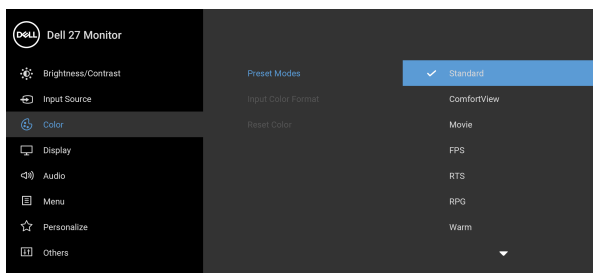 DELL Dell 27 Monitor
Brightness/Contrast Preset Modes Standard
Input Source Input Color Format ComfortView
Color Reset Color Movie
Display FPS
Audio RTS
Menu RPG
Personalize Warm
Others